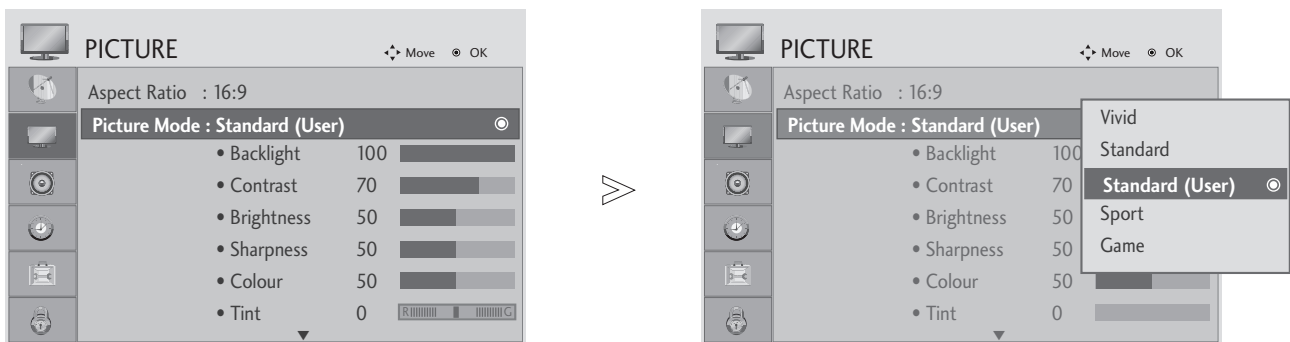 PICTURE
Move OK
Aspect Ratio : 16:9
Picture Mode : Standard (User)
• Backlight 100
• Contrast 70
• Brightness 50
• Sharpness 50
• Colour 50
• Tint 0 R G
PICTURE
Move OK
Aspect Ratio : 16:9
Picture Mode : Standard (User)
• Backlight 100
• Contrast 70
• Brightness 50
• Sharpness 50
• Colour 50
• Tint 0
Vivid
Standard
Standard (User)
Sport
Game